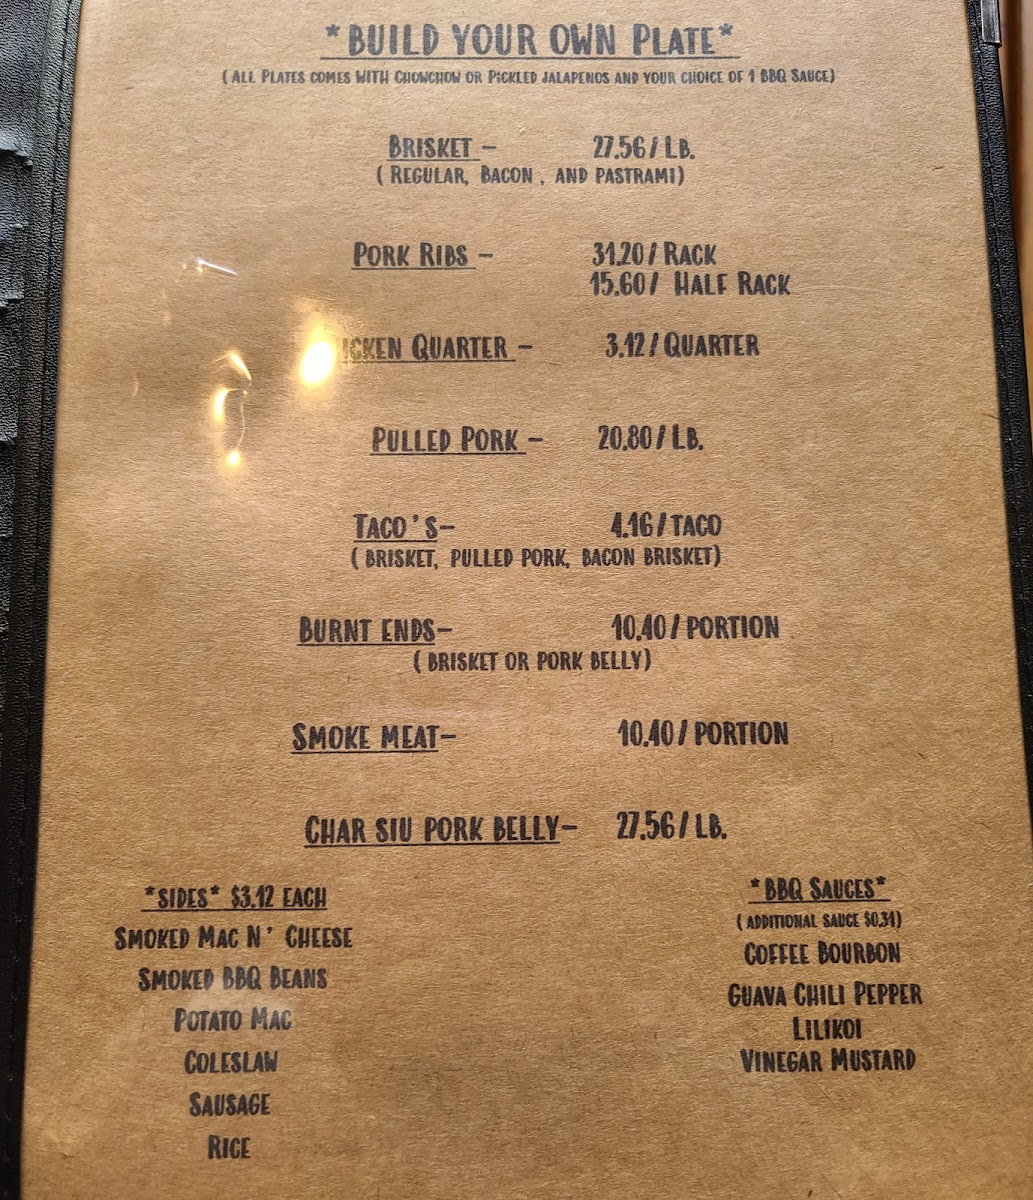 *Build Your Own Plate*
(All Plates comes with Chowchow or Pickled jalapenos and your choice of 1 BBQ Sauce)
Brisket - 27.56/Lb.
(Regular, Bacon, and pastrami)
Pork Ribs - 31.20/Rack
15.60/ Half Rack
Quarter - 3.12/Quarter
Pulled Pork - 20.80/Lb.
Taco's- 4.16/taco
(brisket, pulled pork, bacon brisket)
Burnt ends- 10.40/portion
(brisket or pork belly)
Smoke meat- 10.40/portion
Char siu pork belly- 27.56/lb.
*sides* $3.12 each
Smoked Mac N' Cheese
Smoked BBQ Beans
Potato Mac
Coleslaw
Sausage
Rice
*BBQ Sauces*
(additional sauce $0.31)
Coffee Bourbon
Guava Chili Pepper
Lilikoi
Vinegar Mustard